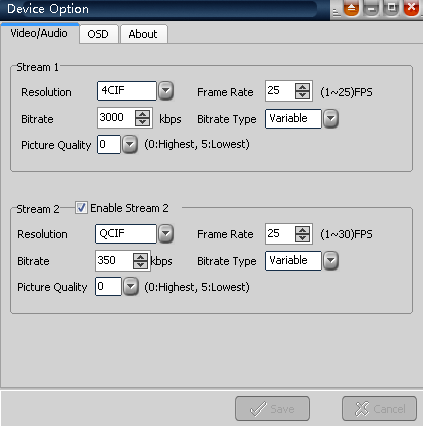 Device Option
Video/Audio OSD About
Stream 1
Resolution 4CIF Frame Rate 25 (1~25)FPS
Bitrate 3000 kbps Bitrate Type Variable
Picture Quality 0 (0:Highest, 5:Lowest)
Stream 2 Enable Stream 2
Resolution QCIF Frame Rate 25 (1~30)FPS
Bitrate 350 kbps Bitrate Type Variable
Picture Quality 0 (0:Highest, 5:Lowest)
Save Cancel